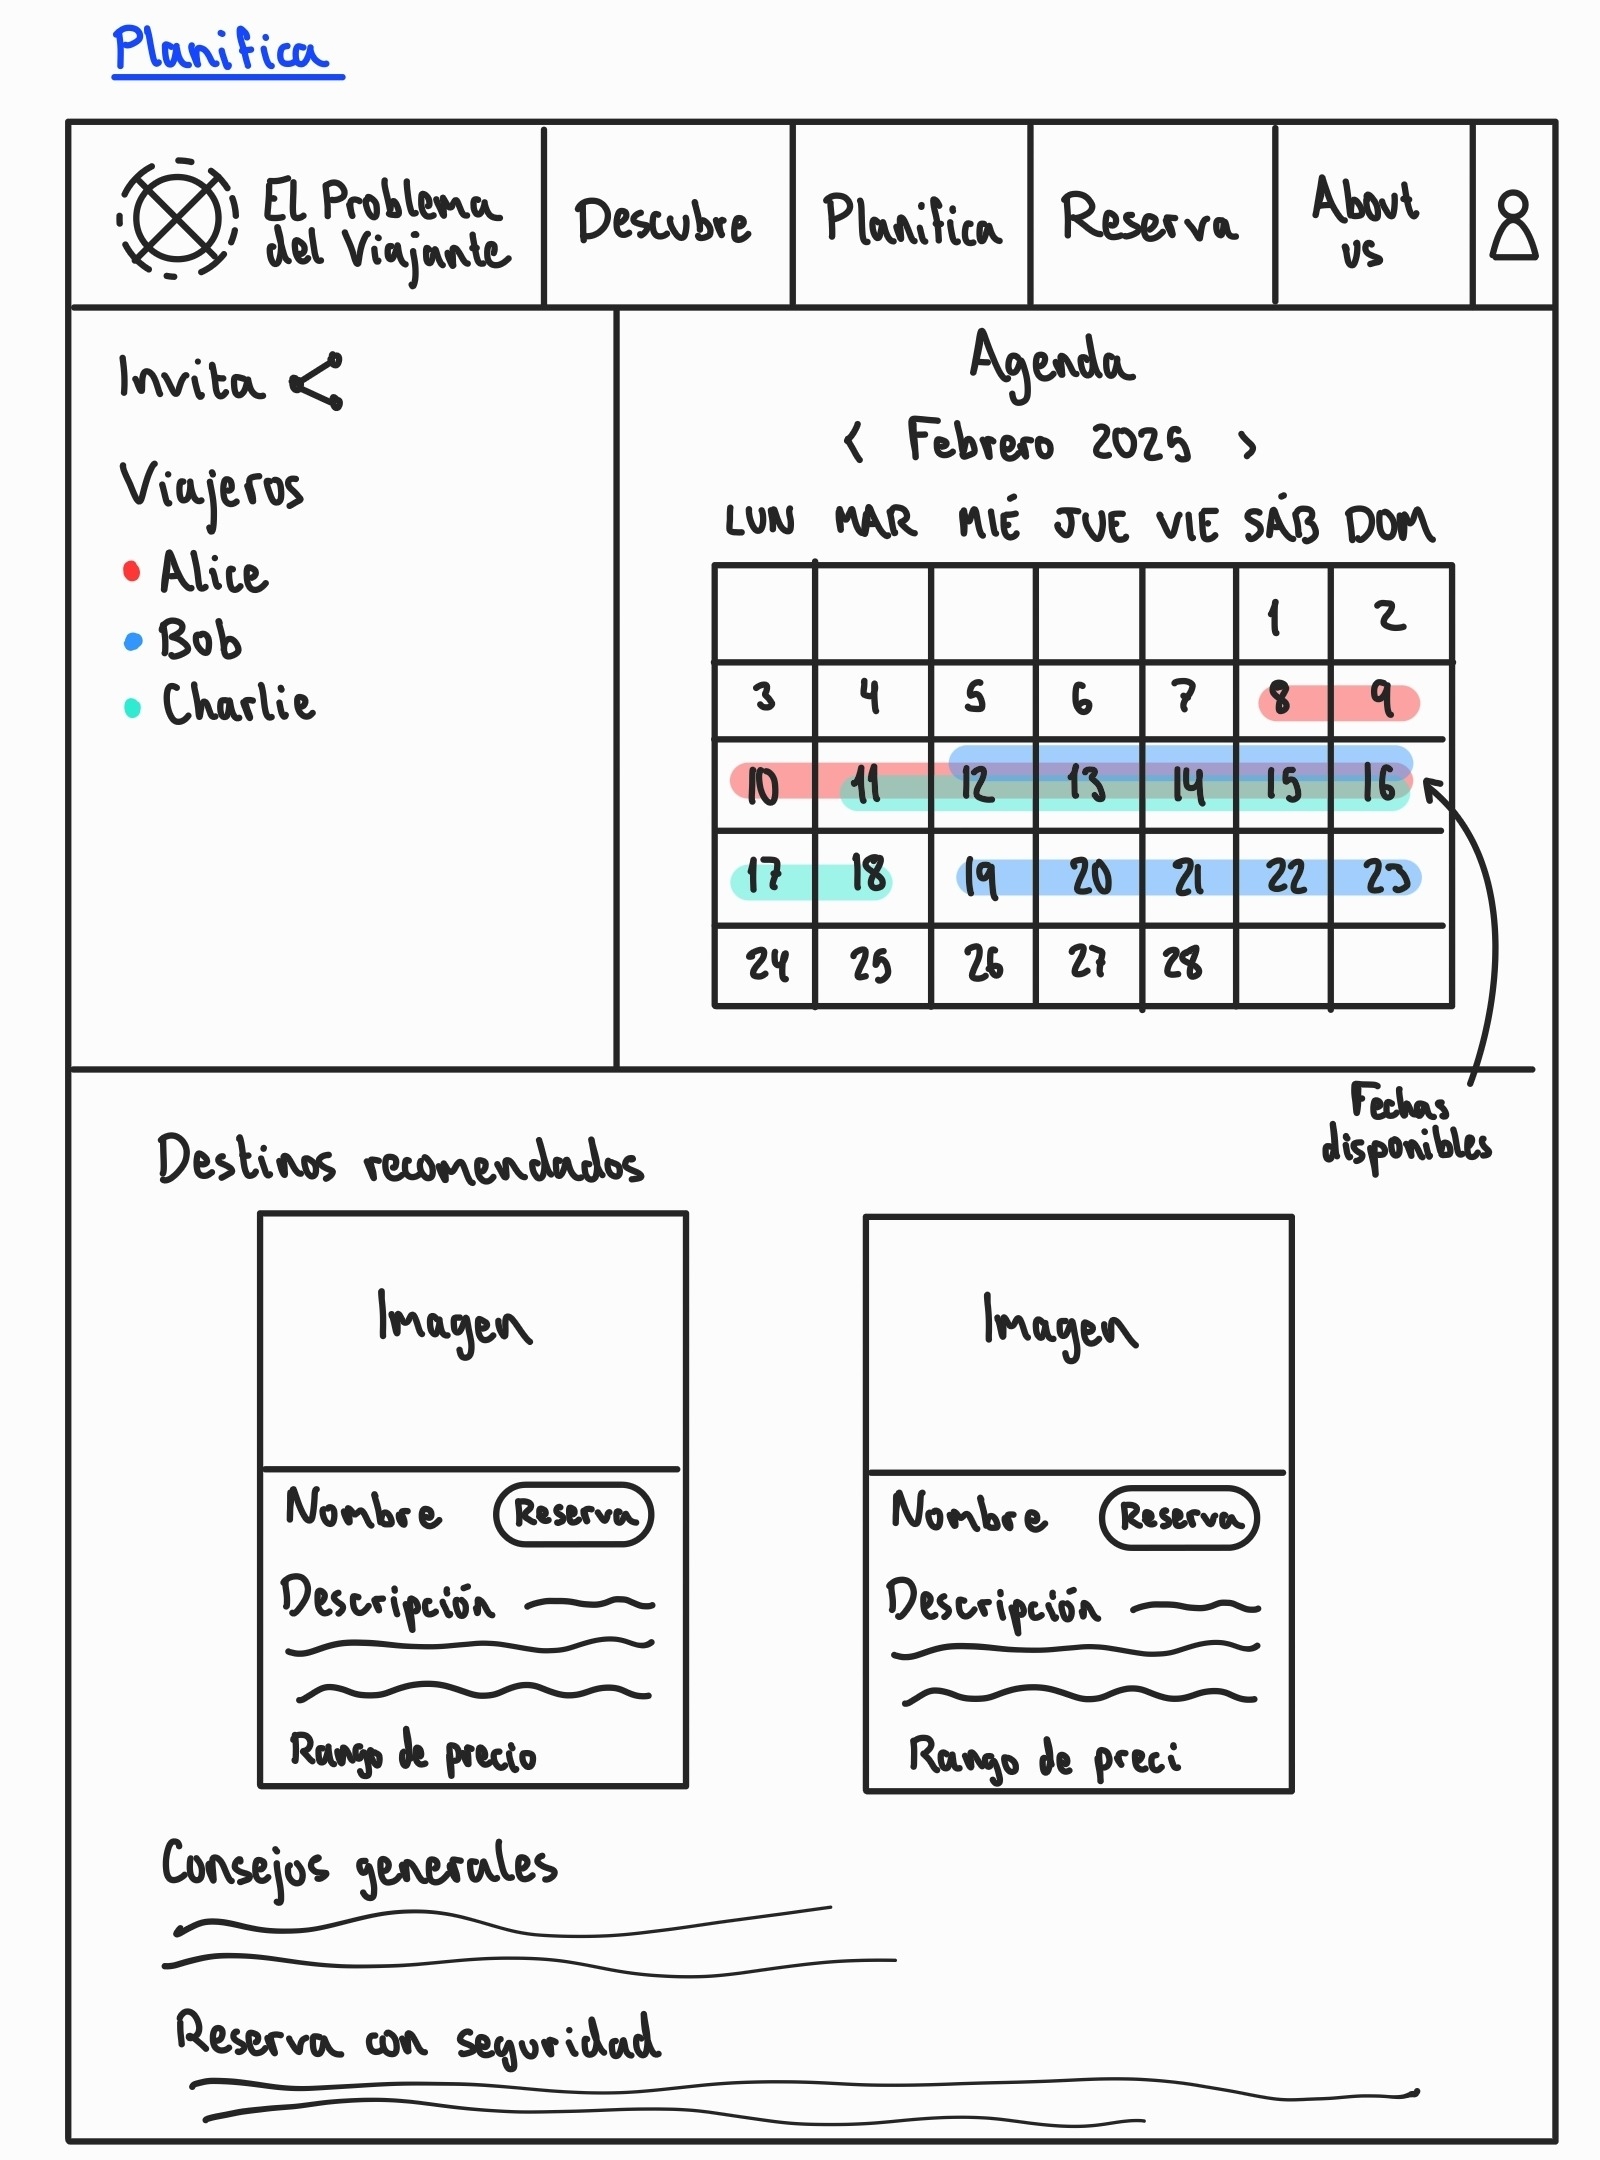 Planifica
El Problema
del Viajante
Descubre
Planifica
Reserva
About
us
Invita
Viajeros
Alice
Bob
Charlie
Agenda
< Febrero 2025 >
LUN MAR MIÉ JUE VIE SÁB DOM
1 2
3 4 5 6 7 8 9
10 11 12 13 14 15 16
17 18 19 20 21 22 23
24 25 26 27 28
Fechas
disponibles
Destinos recomendados
Imagen
Nombre Reserva
Descripción
Rango de precio
Imagen
Nombre Reserva
Descripción
Rango de preci
Consejos generales
Reserva con seguridad